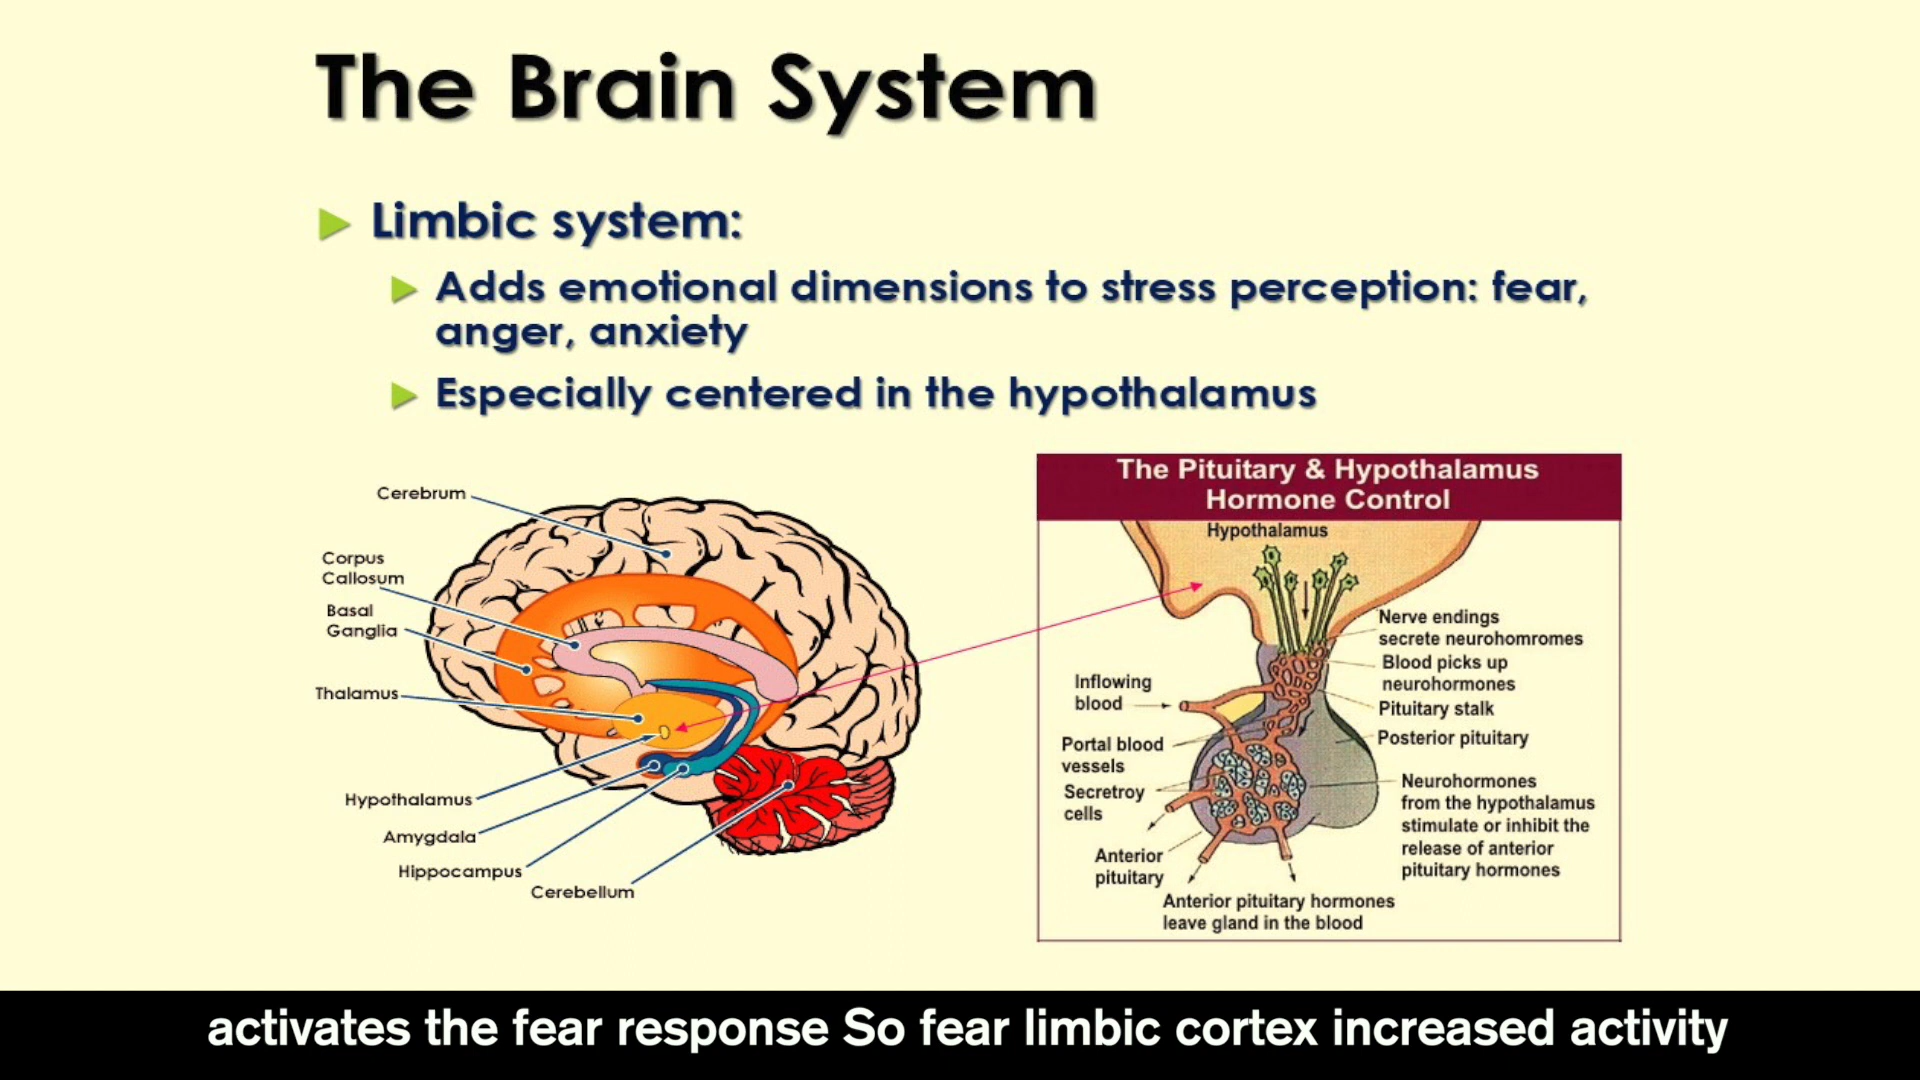 The Brain System
Limbic system:
Adds emotional dimensions to stress perception: fear,
anger, anxiety
Especially centered in the hypothalamus
Cerebrum
Corpus
Callosum
Basal
Ganglia
Thalamus
Hypothalamus
Amygdala
Hippocampus
Cerebellum
The Pituitary & Hypothalamus
Hormone Control
Hypothalamus
Nerve endings
secrete neurohomromes
Blood picks up
neurohormones
Pituitary stalk
Posterior pituitary
Inflowing
blood
Portal blood
vessels
Secretroy
cells
Neurohormones
from the hypothalamus
stimulate or inhibit the
release of anterior
pituitary hormones
Anterior
pituitary
Anterior pituitary hormones
leave gland in the blood
activates the fear response So fear limbic cortex increased activity